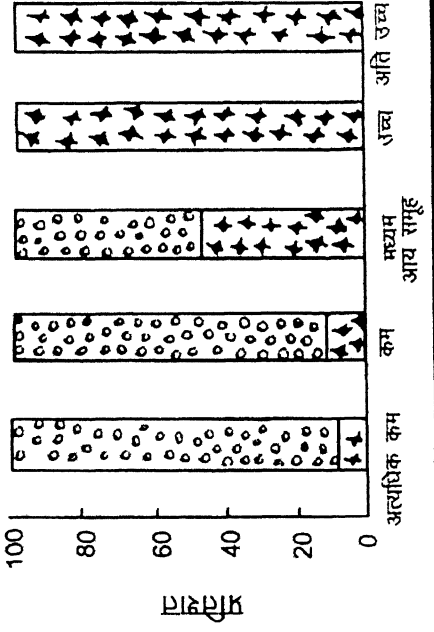 प्रतिशत
100
80
60
40
20
0
अत्यधिक कम
कम
मध्यम
उच्च
अति उच्च
आय समूह